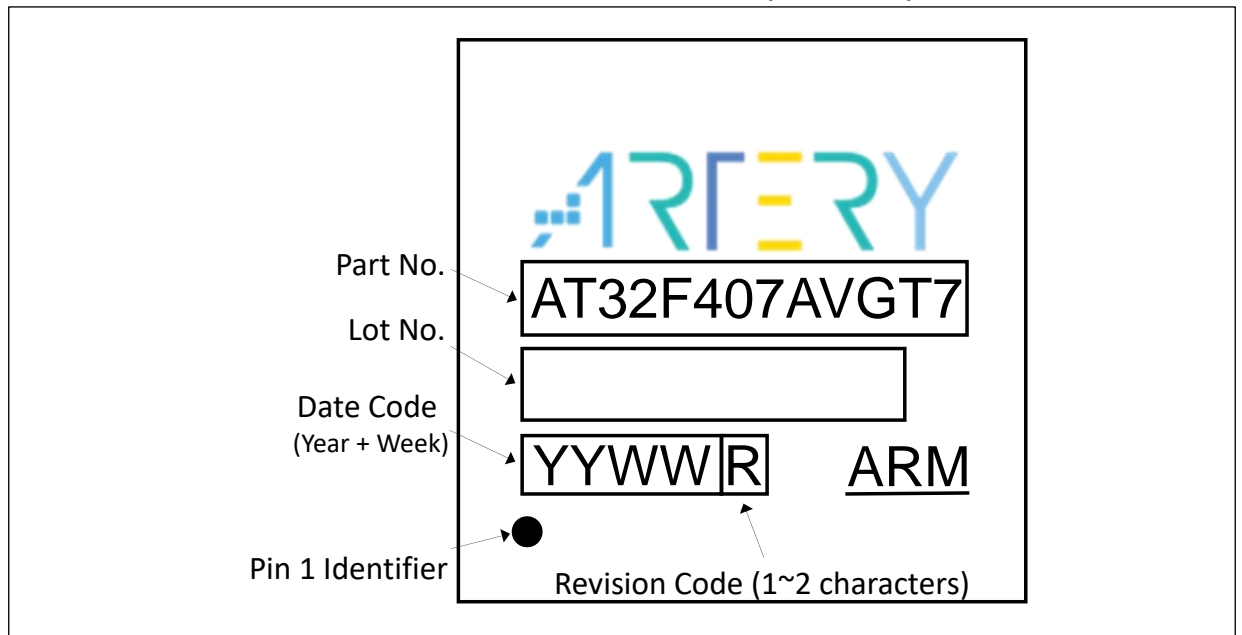 ARTERY
Part No.
AT32F407AVGT7
Lot No.
Date Code
(Year + Week)
YYWW R ARM
Pin 1 Identifier
Revision Code (1~2 characters)